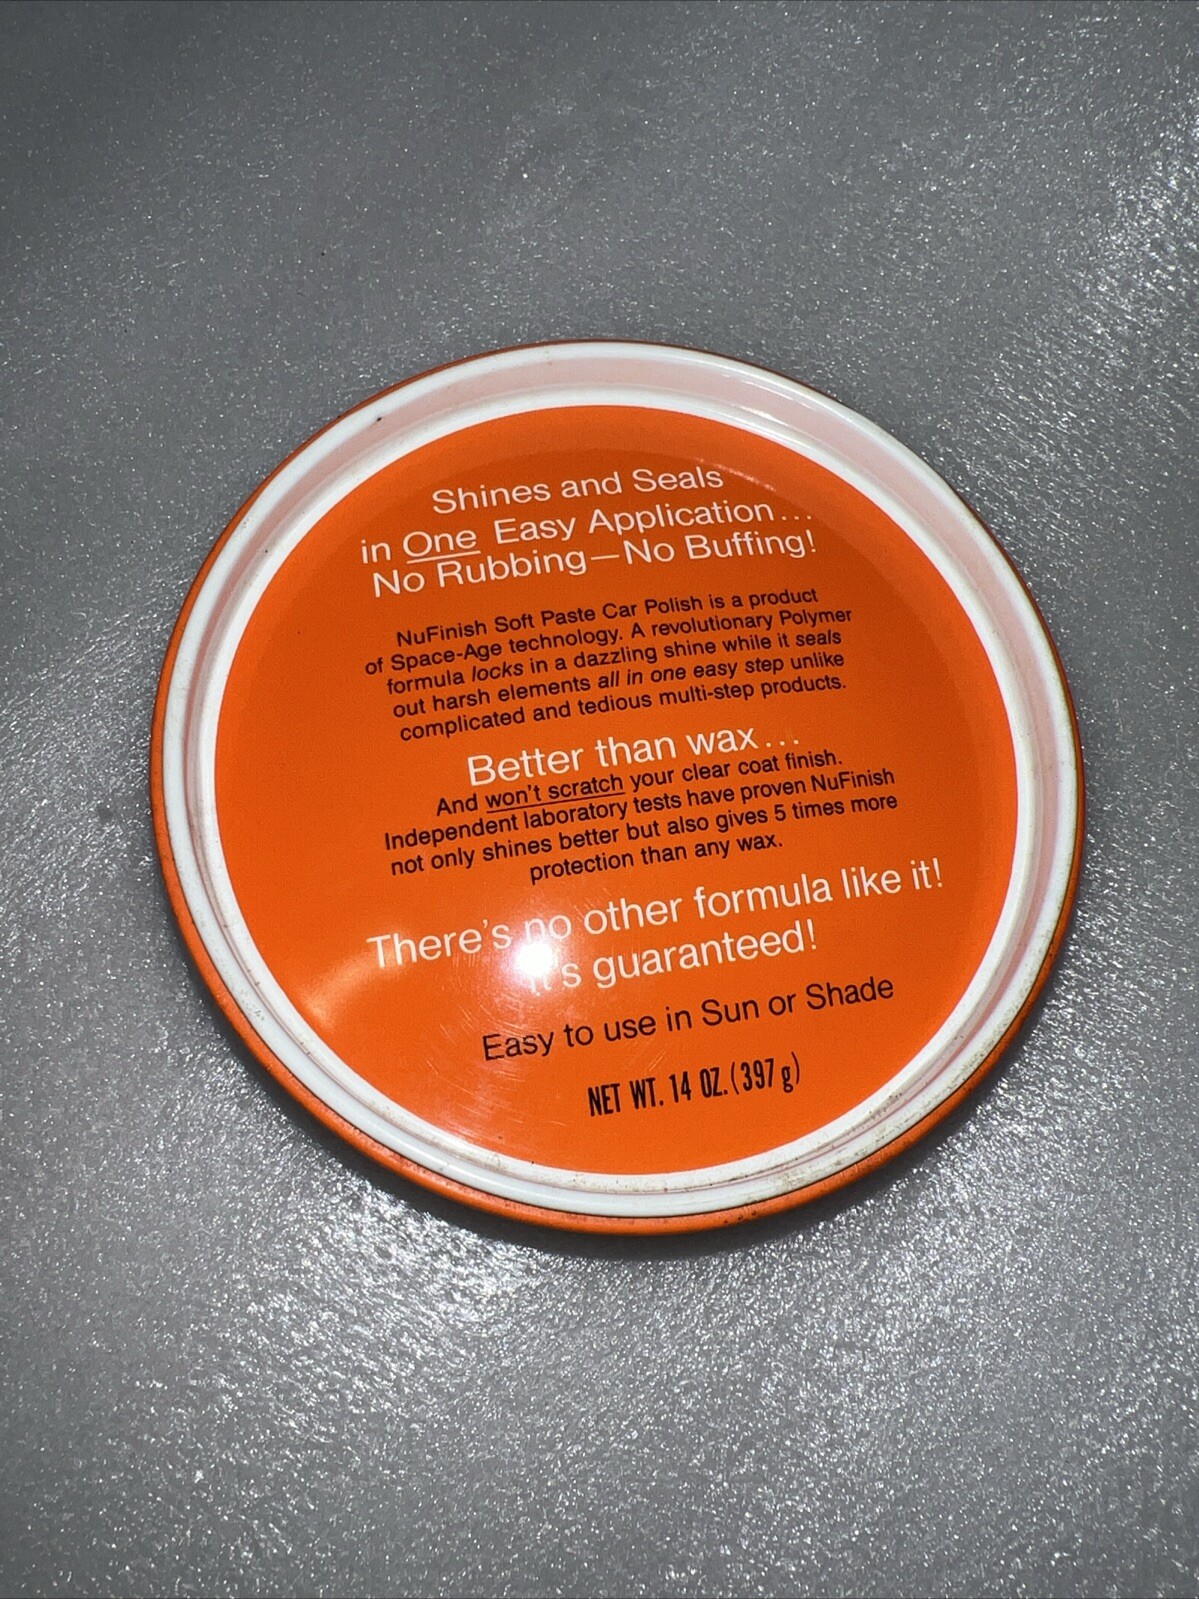 Shines and Seals
in One Easy Application...
No Rubbing—No Buffing!
NuFinish Soft Paste Car Polish is a product
of Space-Age technology. A revolutionary Polymer
formula locks in a dazzling shine while it seals
out harsh elements all in one easy step unlike
complicated and tedious multi-step products.
Better than wax...
And won't scratch your clear coat finish.
Independent laboratory tests have proven NuFinish
not only shines better but also gives 5 times more
protection than any wax.
There's no other formula like it!
It's guaranteed!
Easy to use in Sun or Shade
NET WT. 14 OZ. (397 g)